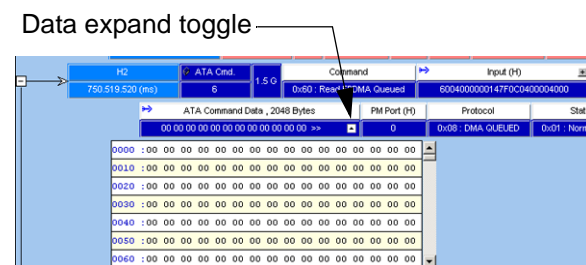 Data expand toggle
H2 ATA Cmd. 1.5 G Command Input (H)
750.519.520 (ms) 6 0x60 : Read DMA Queued 6004000000147F0C0400004000
ATA Command Data , 2048 Bytes PM Port (H) Protocol Stat
00 00 00 00 00 00 00 00 00 00 00 00 >> 0 0x08 : DMA QUEUED 0x01 : Norm
0000 :00 00 00 00 00 00 00 00 00 00 00 00 00 00 00 00
0010 :00 00 00 00 00 00 00 00 00 00 00 00 00 00 00 00
0020 :00 00 00 00 00 00 00 00 00 00 00 00 00 00 00 00
0030 :00 00 00 00 00 00 00 00 00 00 00 00 00 00 00 00
0040 :00 00 00 00 00 00 00 00 00 00 00 00 00 00 00 00
0050 :00 00 00 00 00 00 00 00 00 00 00 00 00 00 00 00
0060 :00 00 00 00 00 00 00 00 00 00 00 00 00 00 00 00